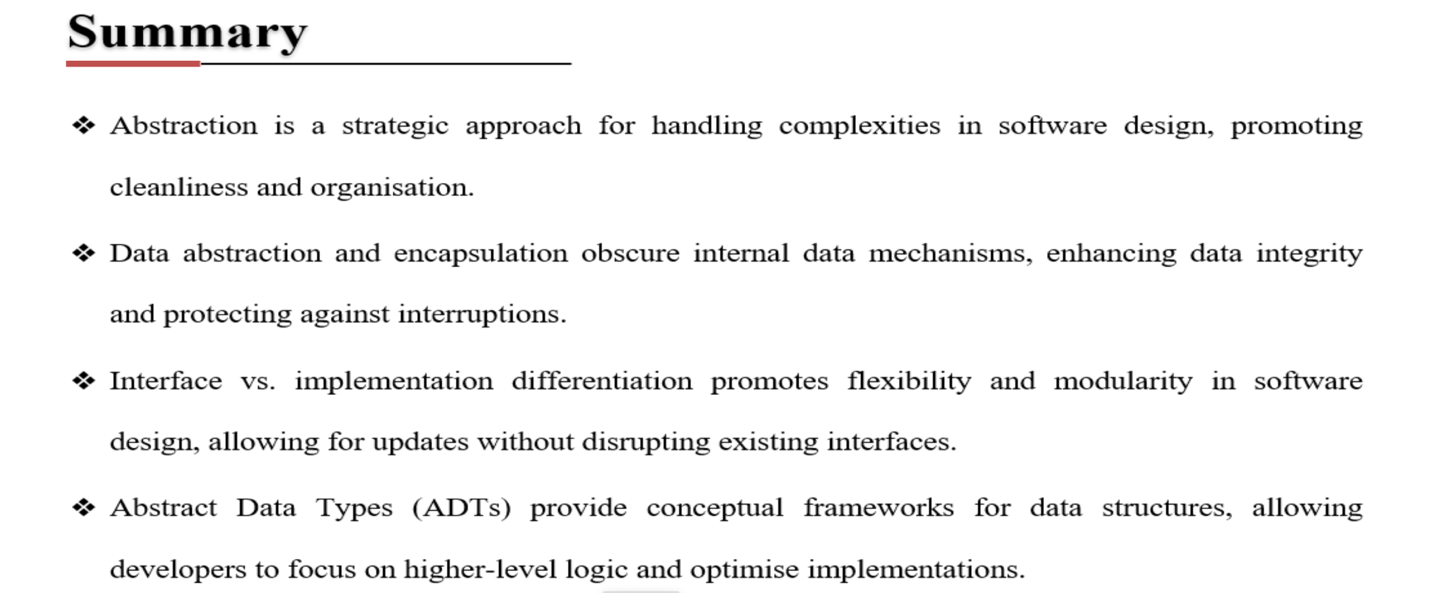 Summary
❖ Abstraction is a strategic approach for handling complexities in software design, promoting
cleanliness and organisation.
❖ Data abstraction and encapsulation obscure internal data mechanisms, enhancing data integrity
and protecting against interruptions.
❖ Interface vs. implementation differentiation promotes flexibility and modularity in software
design, allowing for updates without disrupting existing interfaces.
❖ Abstract Data Types (ADTs) provide conceptual frameworks for data structures, allowing
developers to focus on higher-level logic and optimise implementations.